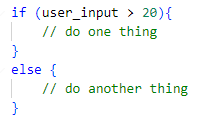 if (user_input > 20){
    // do one thing
}
else {
    // do another thing
}